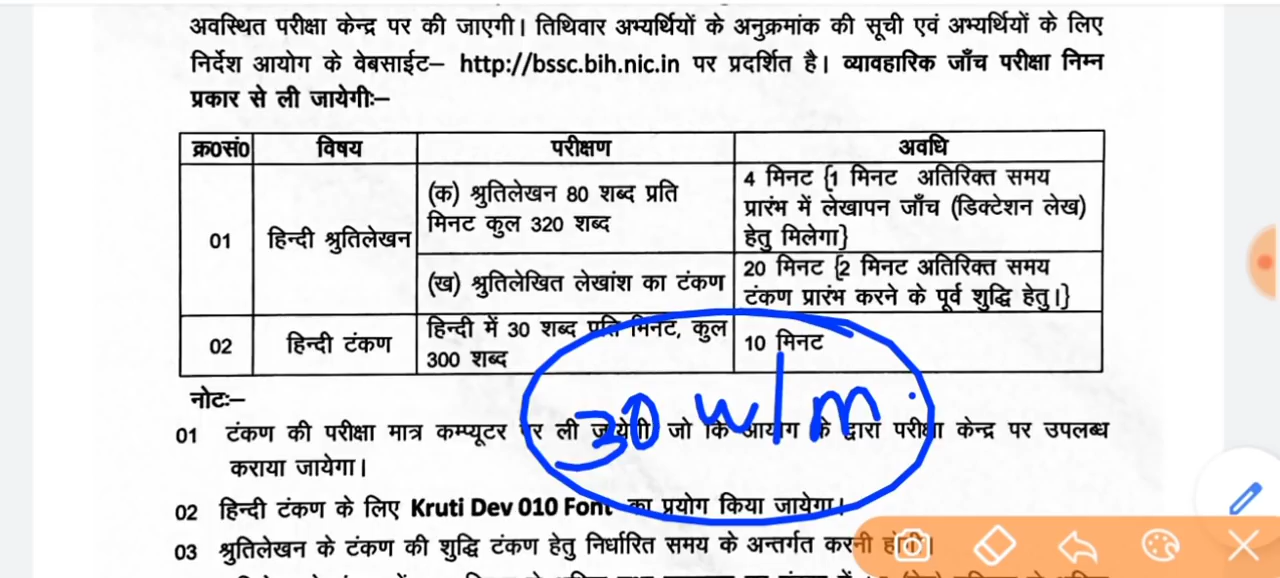 अवस्थित परीक्षा केन्द्र पर की जाएगी। तिथिवार अभ्यर्थियों के अनुक्रमांक की सूची एवं अभ्यर्थियों के लिए
निर्देश आयोग के वेबसाईट– http://bssc.bih.nic.in पर प्रदर्शित है। व्यावहारिक जाँच परीक्षा निम्न
प्रकार से ली जायेगीः–
क्र०सं० विषय परीक्षण अवधि
01 हिन्दी श्रुतिलेखन
(क) श्रुतिलेखन 80 शब्द प्रति
मिनट कुल 320 शब्द
4 मिनट {1 मिनट अतिरिक्त समय
प्रारंभ में लेखापन जाँच (डिक्टेशन लेख)
हेतु मिलेगा}
(ख) श्रुतिलेखित लेखांश का टंकण
20 मिनट {2 मिनट अतिरिक्त समय
टंकण प्रारंभ करने के पूर्व शुद्धि हेतु।}
02 हिन्दी टंकण
हिन्दी में 30 शब्द प्रति मिनट, कुल
300 शब्द
10 मिनट
30 w/m
नोटः–
01 टंकण की परीक्षा मात्र कम्प्यूटर पर ली जायेगी जो कि आयोग के द्वारा परीक्षा केन्द्र पर उपलब्ध
कराया जायेगा।
02 हिन्दी टंकण के लिए Kruti Dev 010 Font का प्रयोग किया जायेगा।
03 श्रुतिलेखन के टंकण की शुद्धि टंकण हेतु निर्धारित समय के अन्तर्गत करनी होगी।